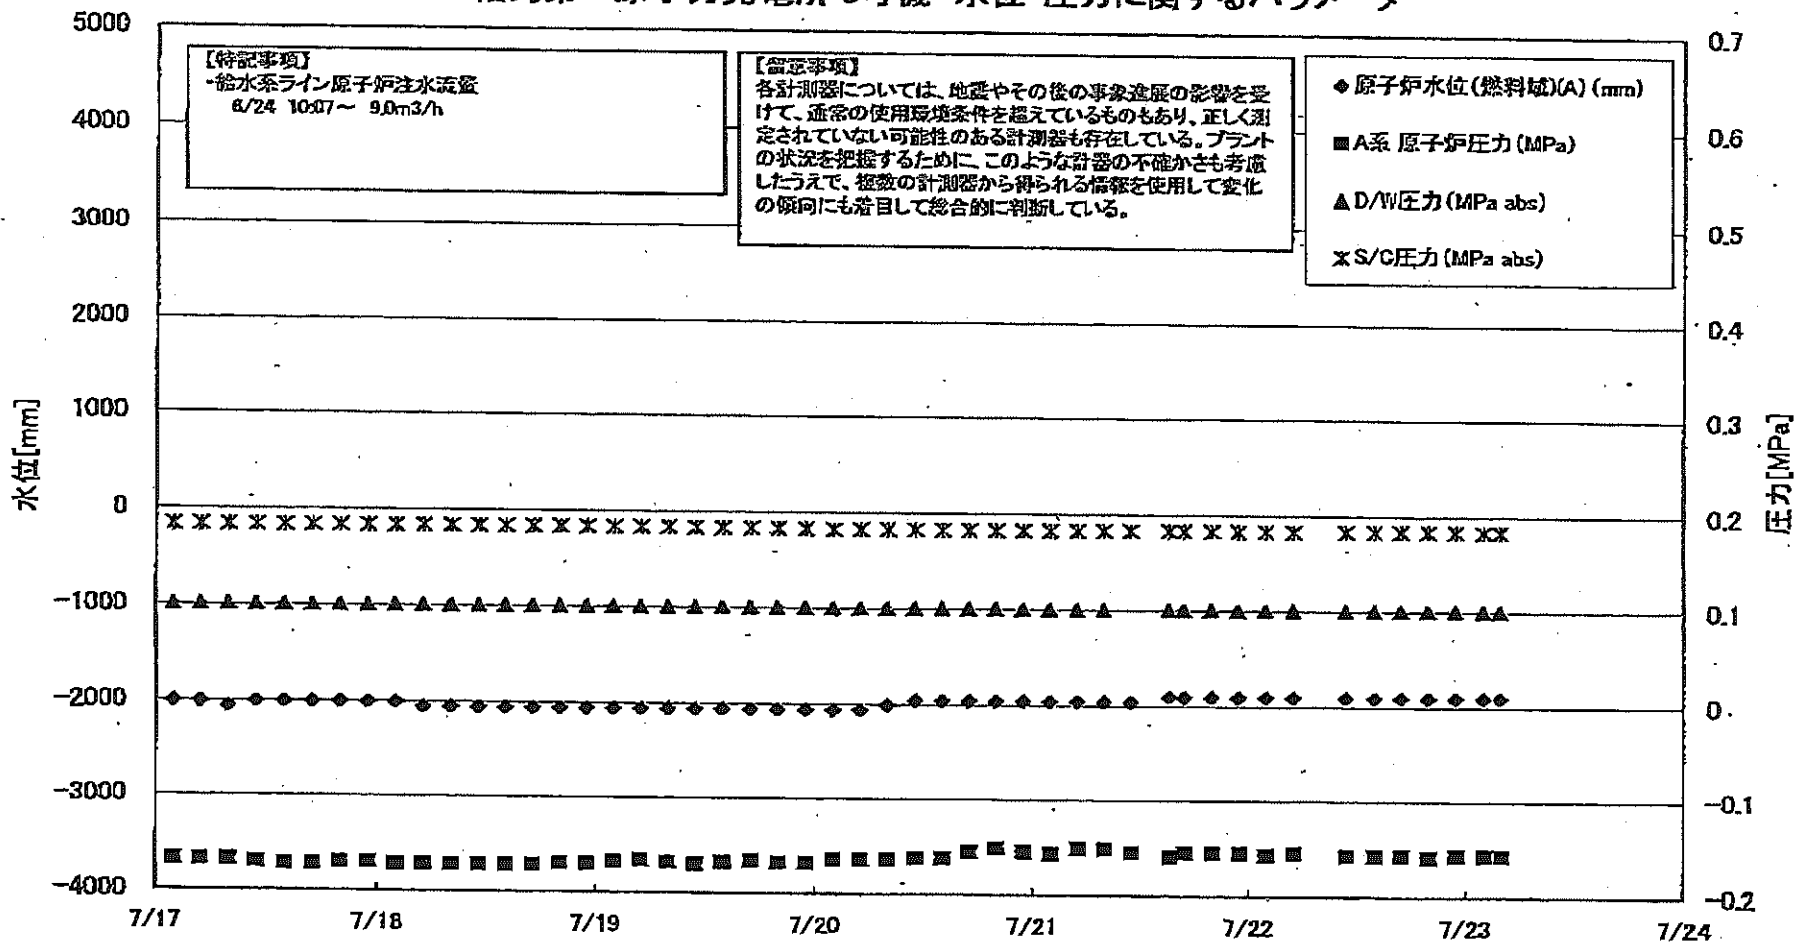 5000
4000
3000
2000
1000
0
-1000
-2000
-3000
-4000
水位[mm]
【特記事項】
・給水系ライン原子炉注水流量
6/24 10:07～ 9.0m3/h
【留意事項】
各計測器については、地震やその後の事象進展の影響を受
けて、通常の使用環境条件を超えているものもあり、正しく測
定されていない可能性のある計測器も存在している。プラント
の状況を把握するために、このような計器の不確かさも考慮
したうえで、複数の計測器から得られる情報を使用して変化
の傾向にも着目して総合的に判断している。
原子炉水位(燃料域)(A) (mm)
A系 原子炉圧力(MPa)
D/W圧力(MPa abs)
S/C圧力(MPa abs)
0.7
0.6
0.5
0.4
0.3
0.2
0.1
0
-0.1
-0.2
圧力[MPa]
7/17
7/18
7/19
7/20
7/21
7/22
7/23
7/24